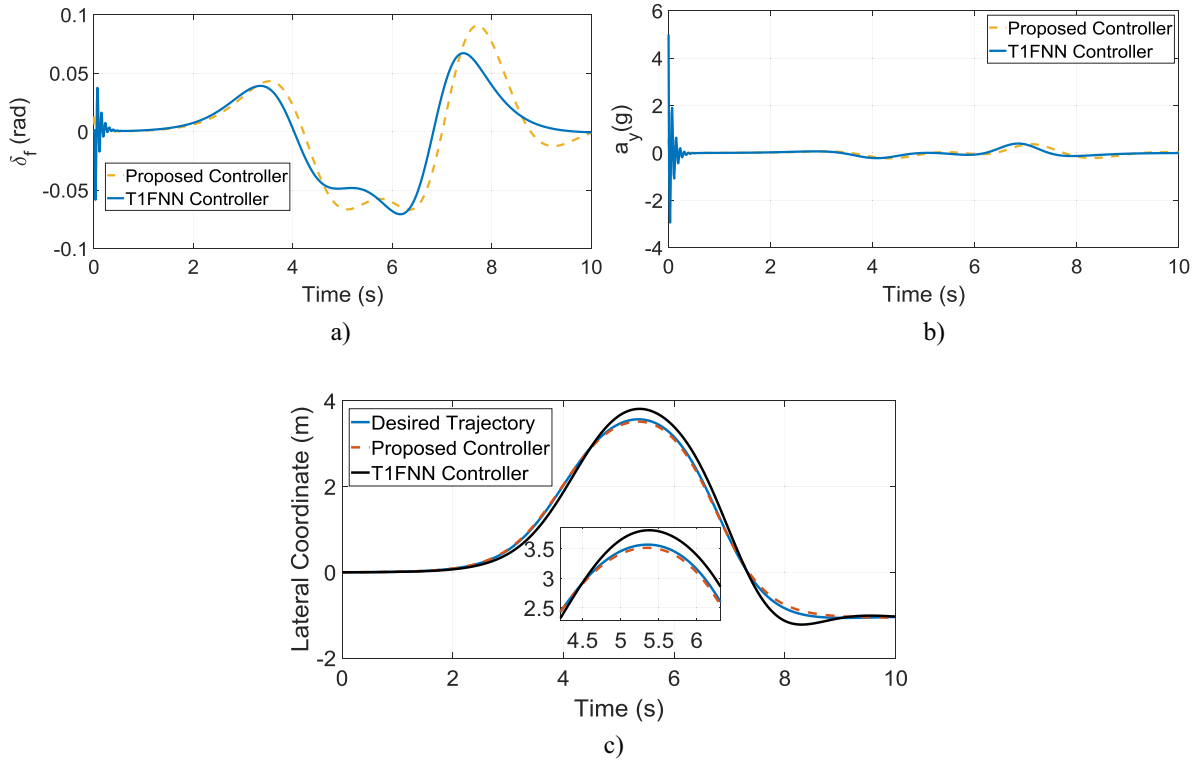 0.1
0.05
0
-0.05
-0.1
δf (rad)
Proposed Controller
T1FNN Controller
0 2 4 6 8 10
Time (s)
a)
6
4
2
0
-2
-4
ay(g)
Proposed Controller
T1FNN Controller
0 2 4 6 8 10
Time (s)
b)
4
2
0
-2
Lateral Coordinate (m)
Desired Trajectory
Proposed Controller
T1FNN Controller
3.5
3
2.5
4.5 5 5.5 6
0 2 4 6 8 10
Time (s)
c)